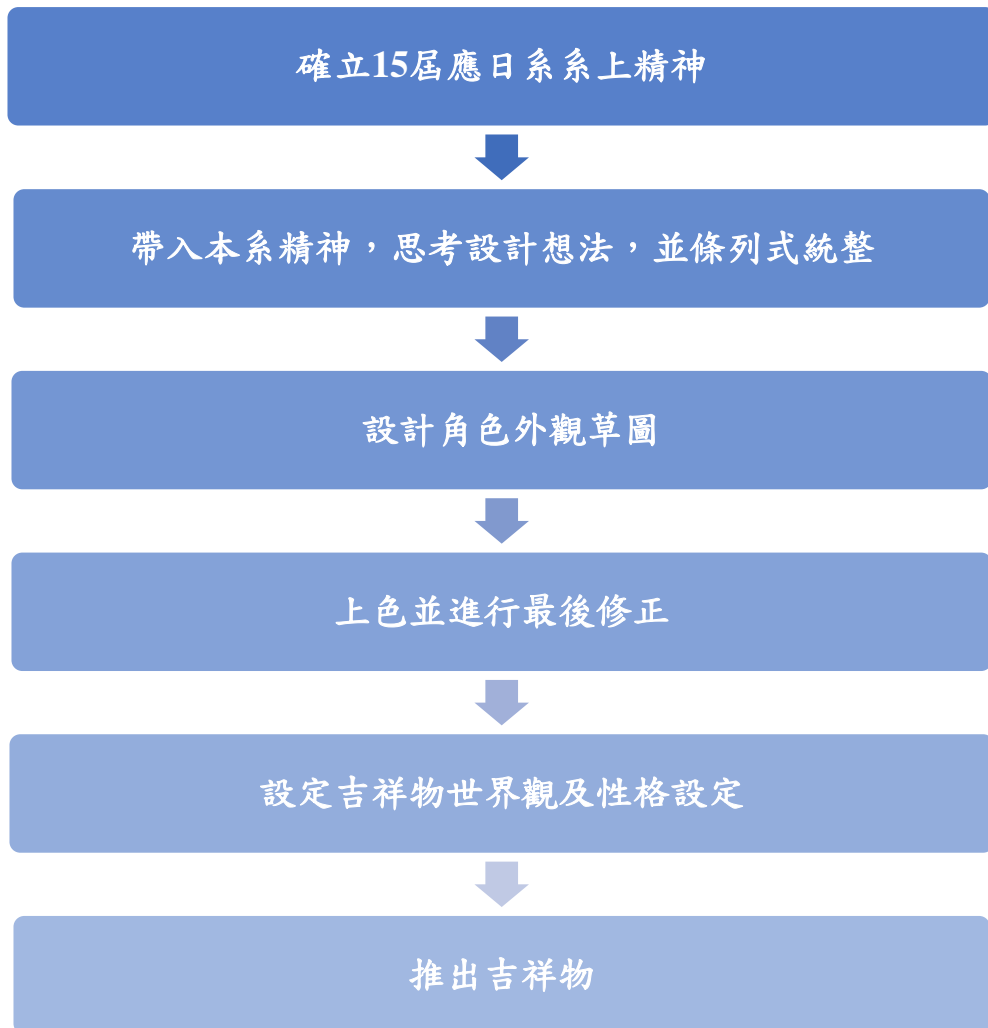 確立15屆應日系系上精神
帶入本系精神，思考設計想法，並條列式統整
設計角色外觀草圖
上色並進行最後修正
設定吉祥物世界觀及性格設定
推出吉祥物